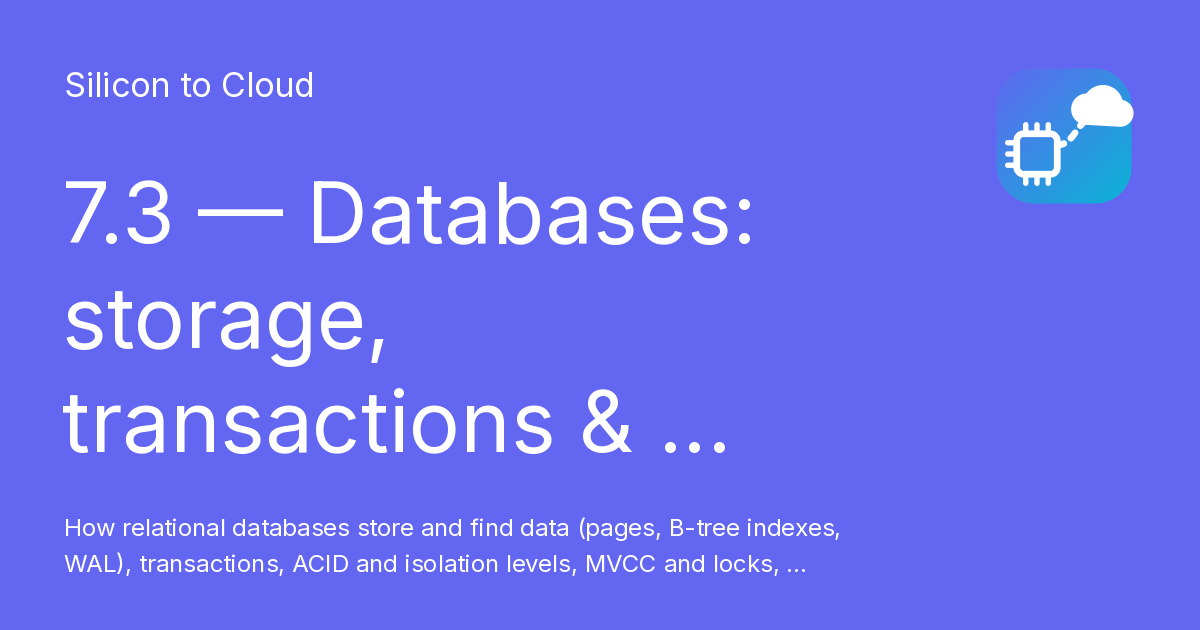 Silicon to Cloud
7.3 — Databases:
storage,
transactions & ...
How relational databases store and find data (pages, B-tree indexes,
WAL), transactions, ACID and isolation levels, MVCC and locks, ...